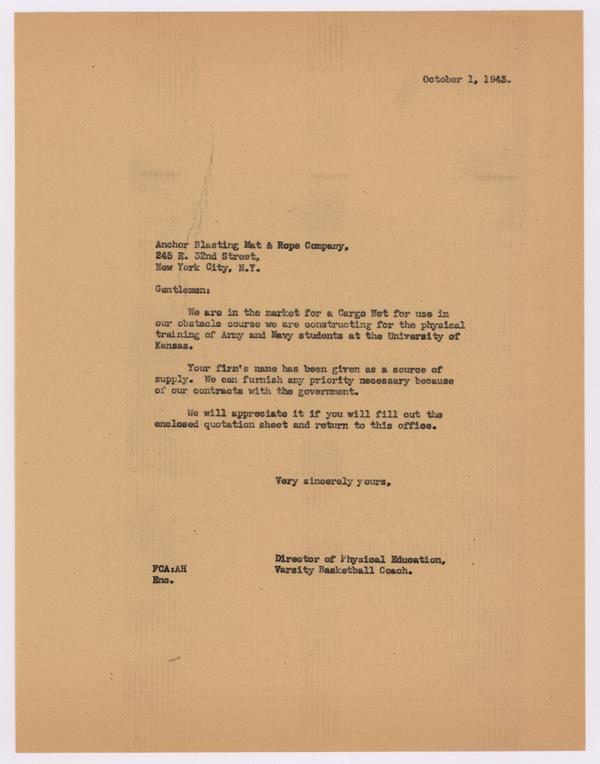 October 1, 1943.
Anchor Blasting Mat & Rope Company,
245 E. 32nd Street,
New York City, N.Y.
Gentlemen:
We are in the market for a Cargo Net for use in
our obstacle course we are constructing for the physical
training of Army and Navy students at the University of
Kansas.
Your firm's name has been given as a source of
supply. We can furnish any priority necessary because
of our contracts with the government.
We will appreciate it if you will fill out the
enclosed quotation sheet and return to this office.
Very sincerely yours,
Director of Physical Education,
FCA:AH Varsity Basketball Coach.
Enc.